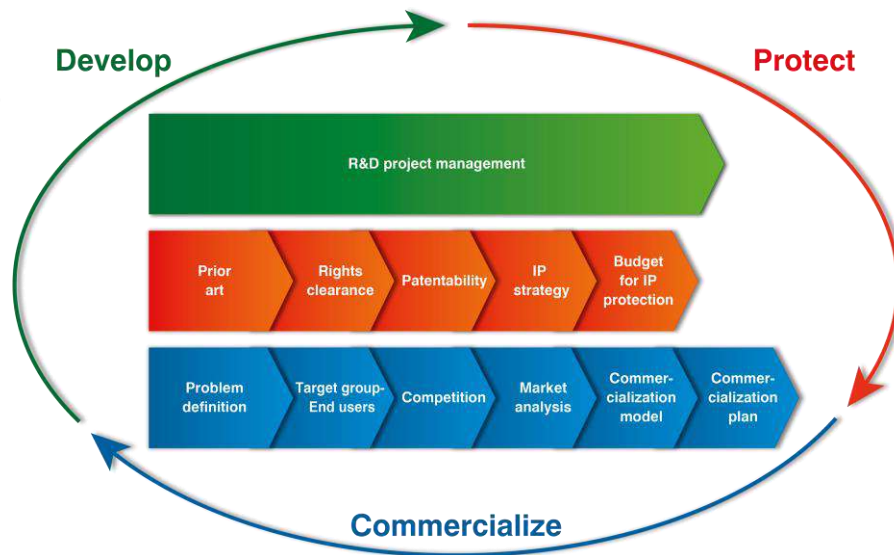 Develop
Protect
R&D project management
Prior
art
Rights
clearance
Patentability
IP
strategy
Budget
for IP
protection
Problem
definition
Target group-
End users
Competition
Market
analysis
Commer-
cialization
model
Commer-
cialization
plan
Commercialize